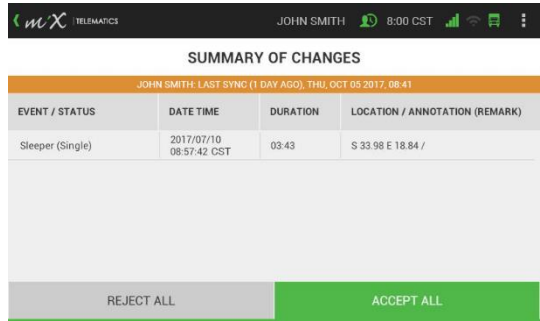 MiX TELEMATICS JOHN SMITH 8:00 CST
SUMMARY OF CHANGES
JOHN SMITH: LAST SYNC (1 DAY AGO), THU, OCT 05 2017, 08:41
EVENT / STATUS DATE TIME DURATION LOCATION / ANNOTATION (REMARK)
Sleeper (Single) 2017/07/10 08:57:42 CST 03:43 S 33.98 E 18.84 /
REJECT ALL ACCEPT ALL